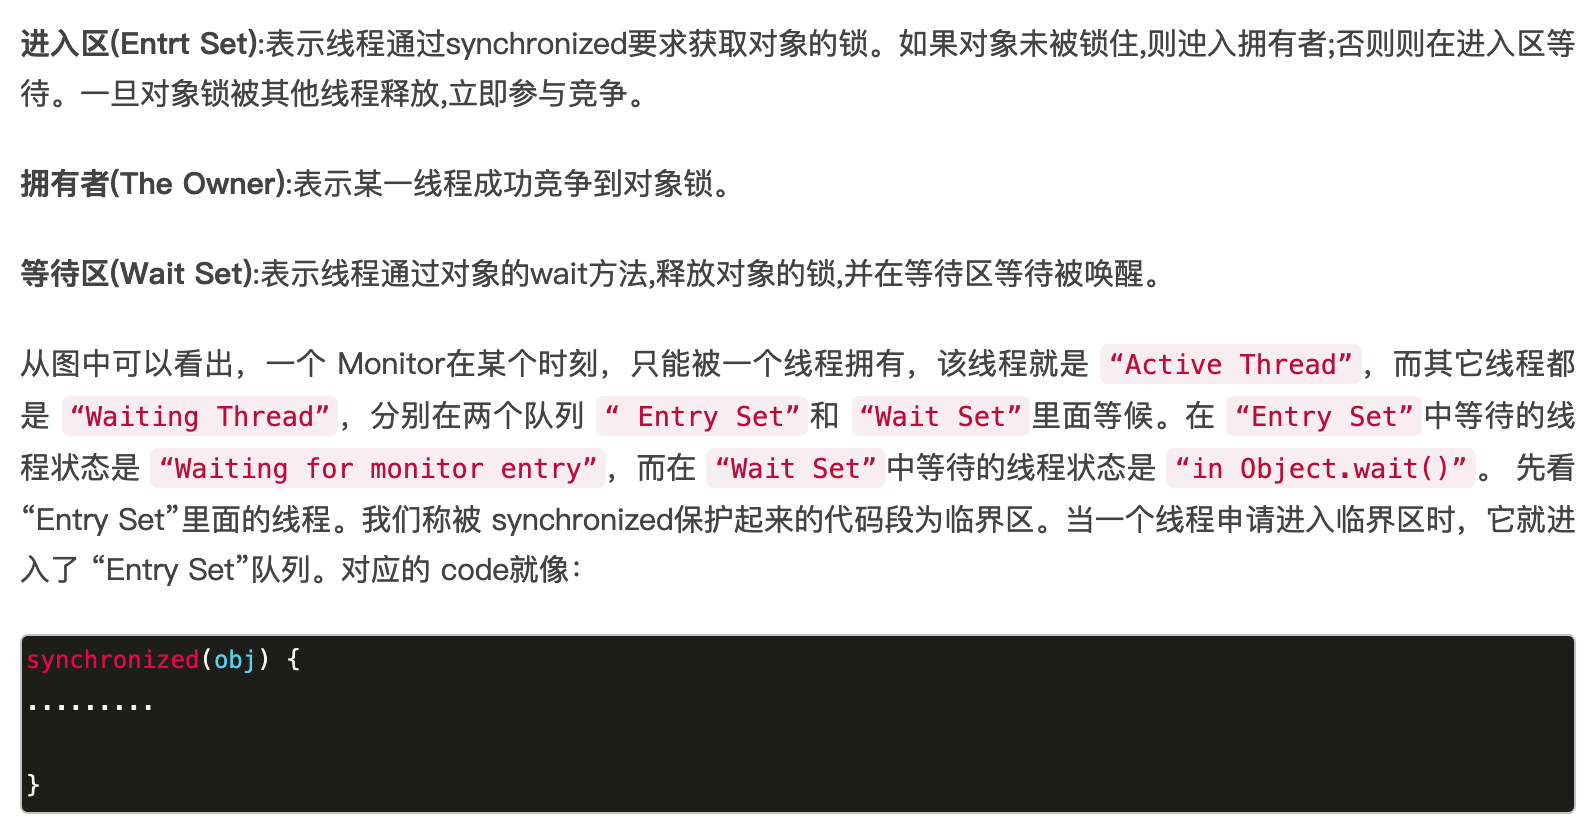 进入区(Entrt Set):表示线程通过synchronized要求获取对象的锁。如果对象未被锁住,则迚入拥有者;否则则在进入区等
待。一旦对象锁被其他线程释放,立即参与竞争。
拥有者(The Owner):表示某一线程成功竞争到对象锁。
等待区(Wait Set):表示线程通过对象的wait方法,释放对象的锁,并在等待区等待被唤醒。
从图中可以看出，一个 Monitor在某个时刻，只能被一个线程拥有，该线程就是 “Active Thread”，而其它线程都
是 “Waiting Thread”，分别在两个队列 “ Entry Set”和 “Wait Set”里面等候。在 “Entry Set”中等待的线
程状态是 “Waiting for monitor entry”，而在 “Wait Set”中等待的线程状态是 “in Object.wait()”。 先看
“Entry Set”里面的线程。我们称被 synchronized保护起来的代码段为临界区。当一个线程申请进入临界区时，它就进
入了 “Entry Set”队列。对应的 code就像：
synchronized(obj) {
.........
}